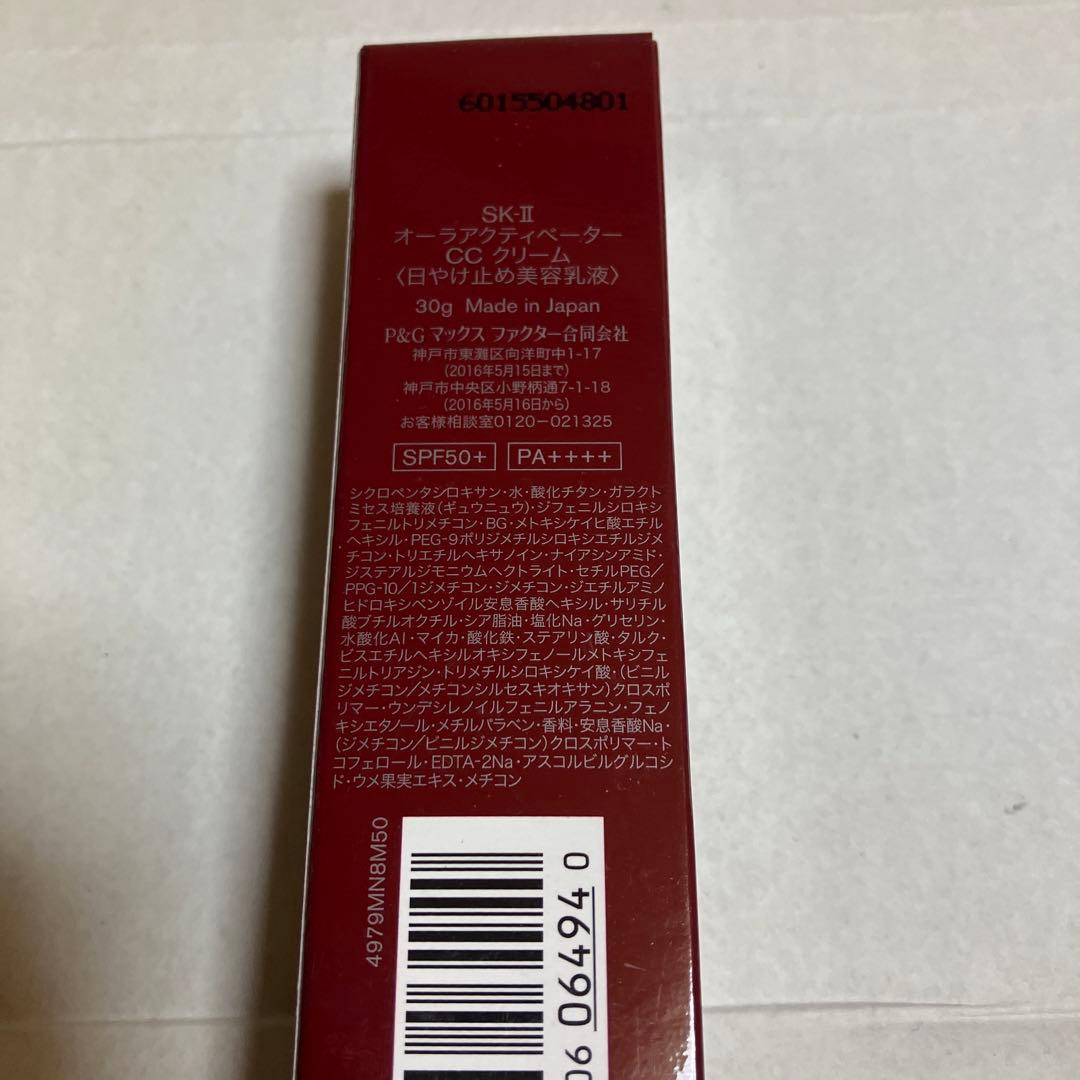 6015504801
SK-II
オーラアクティベーター
CC クリーム
〈日やけ止め美容乳液〉
30g Made in Japan
P&G マックス ファクター合同会社
神戸市東灘区向洋町中1-17
(2016年5月15日まで)
神戸市中央区小野柄通7-1-18
(2016年5月16日から)
お客様相談室0120-021325
SPF50+ PA++++
シクロペンタシロキサン・水・酸化チタン・ガラクト
ミセス培養液(ギュウニュウ)・ジフェニルシロキシ
フェニルトリメチコン・BG・メトキシケイヒ酸エチル
ヘキシル・PEG-9ポリジメチルシロキシエチルジメ
チコン・トリエチルヘキサノイン・ナイアシンアミド・
ジステアルジモニウムヘクトライト・セチルPEG/
PPG-10/1ジメチコン・ジメチコン・ジエチルアミノ
ヒドロキシベンゾイル安息香酸ヘキシル・サリチル
酸ブチルオクチル・シア脂油・塩化Na・グリセリン・
水酸化Al・マイカ・酸化鉄・ステアリン酸・タルク・
ビスエチルヘキシルオキシフェノールメトキシフェ
ニルトリアジン・トリメチルシロキシケイ酸・(ビニル
ジメチコン/メチコンシルセスキオキサン)クロスポ
リマー・ウンデシレノイルフェニルアラニン・フェノ
キシエタノール・メチルパラベン・香料・安息香酸Na・
(ジメチコン/ビニルジメチコン)クロスポリマー・ト
コフェロール・EDTA-2Na・アスコルビルグルコシ
ド・ウメ果実エキス・メチコン
4979MN8M50
06 06494 0